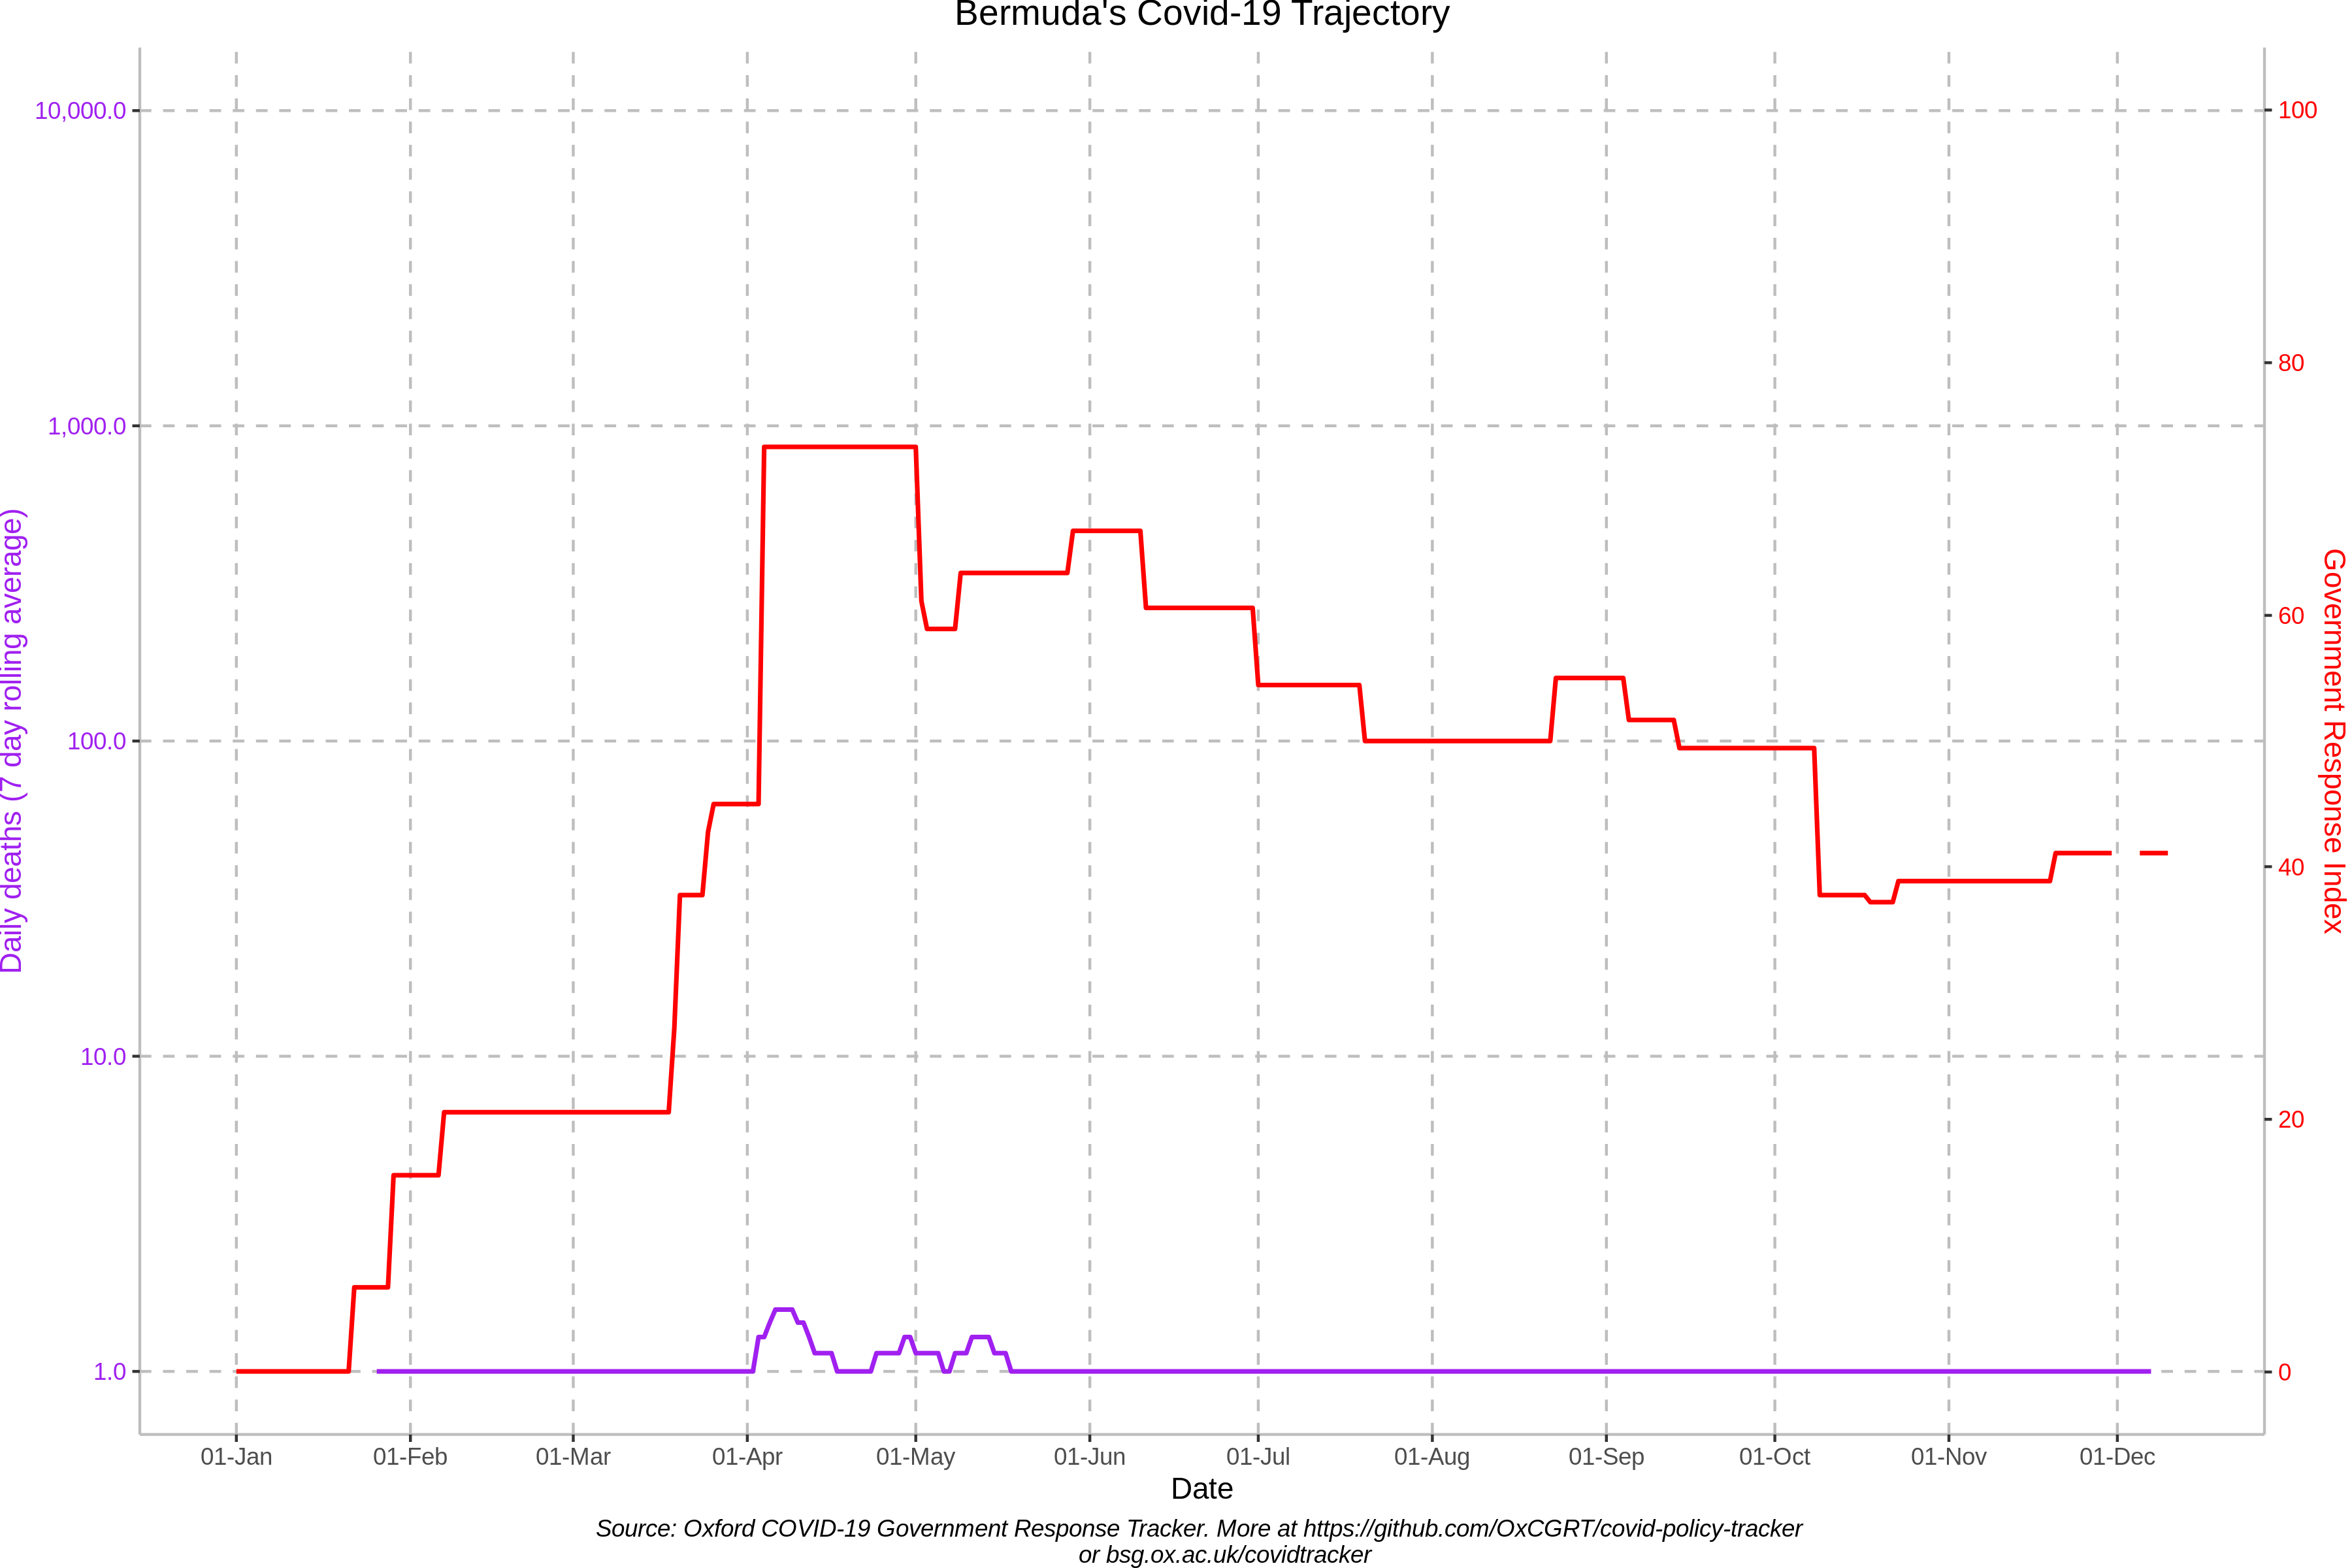 Bermuda's Covid-19 Trajectory
10,000.0
1,000.0
100.0
10.0
1.0
Daily deaths (7 day rolling average)
100
80
60
40
20
0
Government Response Index
01-Jan 01-Feb 01-Mar 01-Apr 01-May 01-Jun 01-Jul 01-Aug 01-Sep 01-Oct 01-Nov 01-Dec
Date
Source: Oxford COVID-19 Government Response Tracker. More at https://github.com/OxCGRT/covid-policy-tracker
or bsg.ox.ac.uk/covidtracker